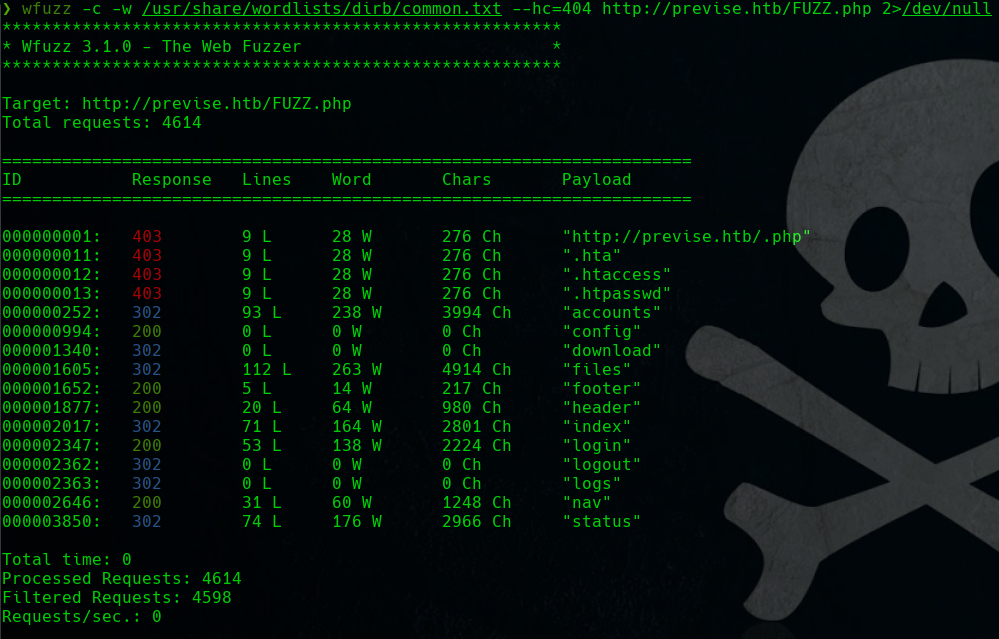 ❯ wfuzz -c -w /usr/share/wordlists/dirb/common.txt --hc=404 http://previse.htb/FUZZ.php 2>/dev/null
********************************************************
* Wfuzz 3.1.0 - The Web Fuzzer                         *
********************************************************

Target: http://previse.htb/FUZZ.php
Total requests: 4614

=====================================================================
ID           Response   Lines    Word       Chars       Payload
=====================================================================

000000001:   403        9 L      28 W       276 Ch      "http://previse.htb/.php"
000000011:   403        9 L      28 W       276 Ch      ".hta"
000000012:   403        9 L      28 W       276 Ch      ".htaccess"
000000013:   403        9 L      28 W       276 Ch      ".htpasswd"
000000252:   302        93 L     238 W      3994 Ch     "accounts"
000000994:   200        0 L      0 W        0 Ch        "config"
000001340:   302        0 L      0 W        0 Ch        "download"
000001605:   302        112 L    263 W      4914 Ch     "files"
000001652:   200        5 L      14 W       217 Ch      "footer"
000001877:   200        20 L     64 W       980 Ch      "header"
000002017:   302        71 L     164 W      2801 Ch     "index"
000002347:   200        53 L     138 W      2224 Ch     "login"
000002362:   302        0 L      0 W        0 Ch        "logout"
000002363:   302        0 L      0 W        0 Ch        "logs"
000002646:   200        31 L     60 W       1248 Ch     "nav"
000003850:   302        74 L     176 W      2966 Ch     "status"

Total time: 0
Processed Requests: 4614
Filtered Requests: 4598
Requests/sec.: 0